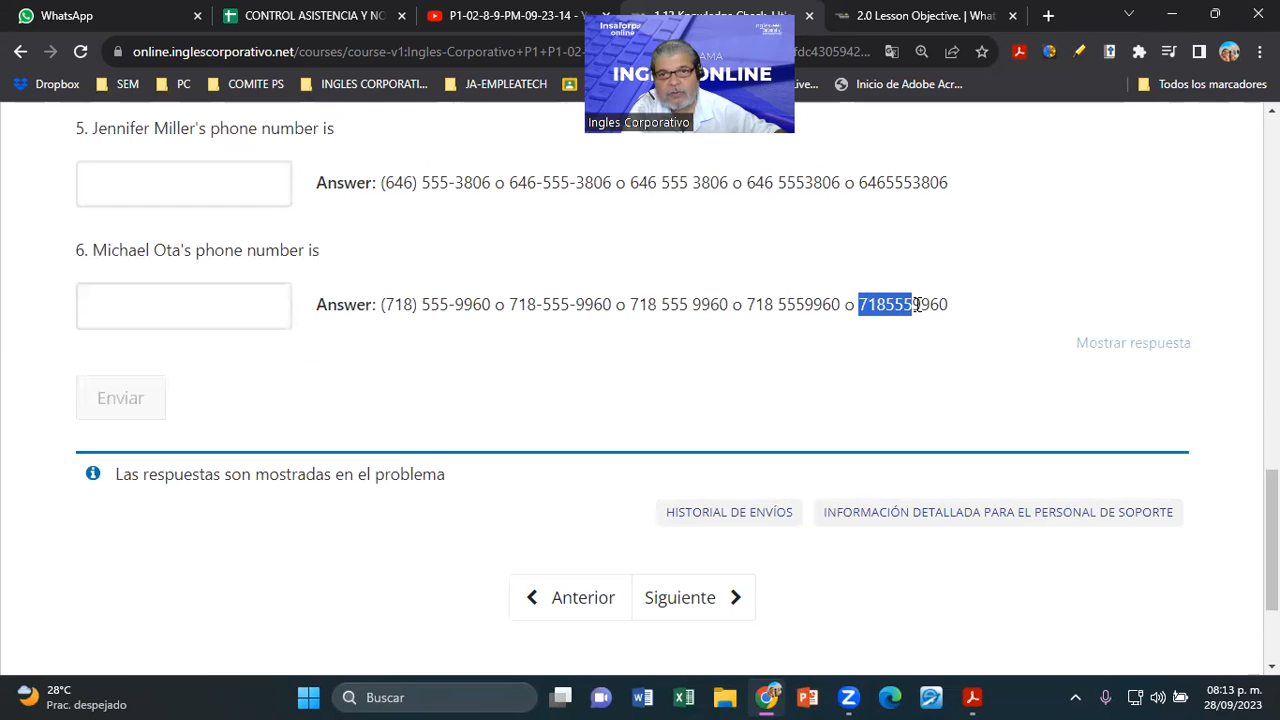 WhatsApp
CONTROL ASISTENCIA Y NO
P1-02-8-9-PM-09-23-14 - Y
2.0 Lesson Objective. | What
online.inglescorporativo.net/courses/course-v1:Ingles-Corporativo+P1+P1-02-
fdc4305942...
Dropbox
SEM
PC
COMITE PS
INGLES CORPORATI...
JA-EMPLEATECH
Inicio de Adobe Acr...
Todos los marcadores
Insaforp
online
INGLES ONLINE
Ingles Corporativo
5. Jennifer Miller's phone number is
Answer: (646) 555-3806 o 646-555-3806 o 646 555 3806 o 646 5553806 o 6465553806
6. Michael Ota's phone number is
Answer: (718) 555-9960 o 718-555-9960 o 718 555 9960 o 718 5559960 o 7185559960
Mostrar respuesta
Enviar
Las respuestas son mostradas en el problema
HISTORIAL DE ENVÍOS
INFORMACIÓN DETALLADA PARA EL PERSONAL DE SOPORTE
Anterior
Siguiente
28°C
Prac. despejado
Buscar
08:13 p. m.
28/09/2023